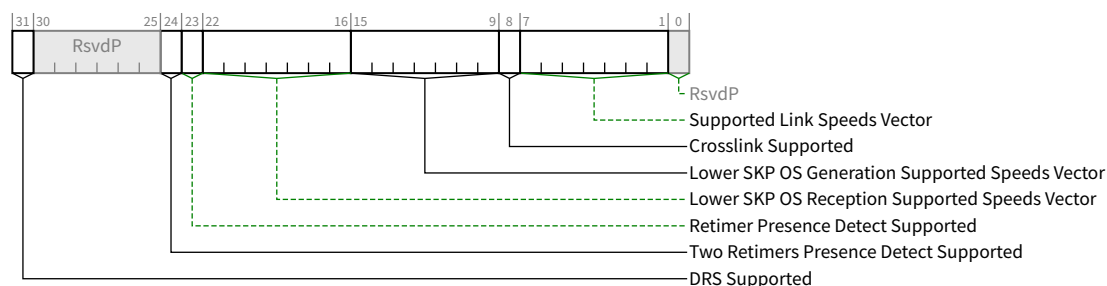 31 30 25 24 23 22 16 15 9 8 7 1 0
RsvdP
RsvdP
Supported Link Speeds Vector
Crosslink Supported
Lower SKP OS Generation Supported Speeds Vector
Lower SKP OS Reception Supported Speeds Vector
Retimer Presence Detect Supported
Two Retimers Presence Detect Supported
DRS Supported